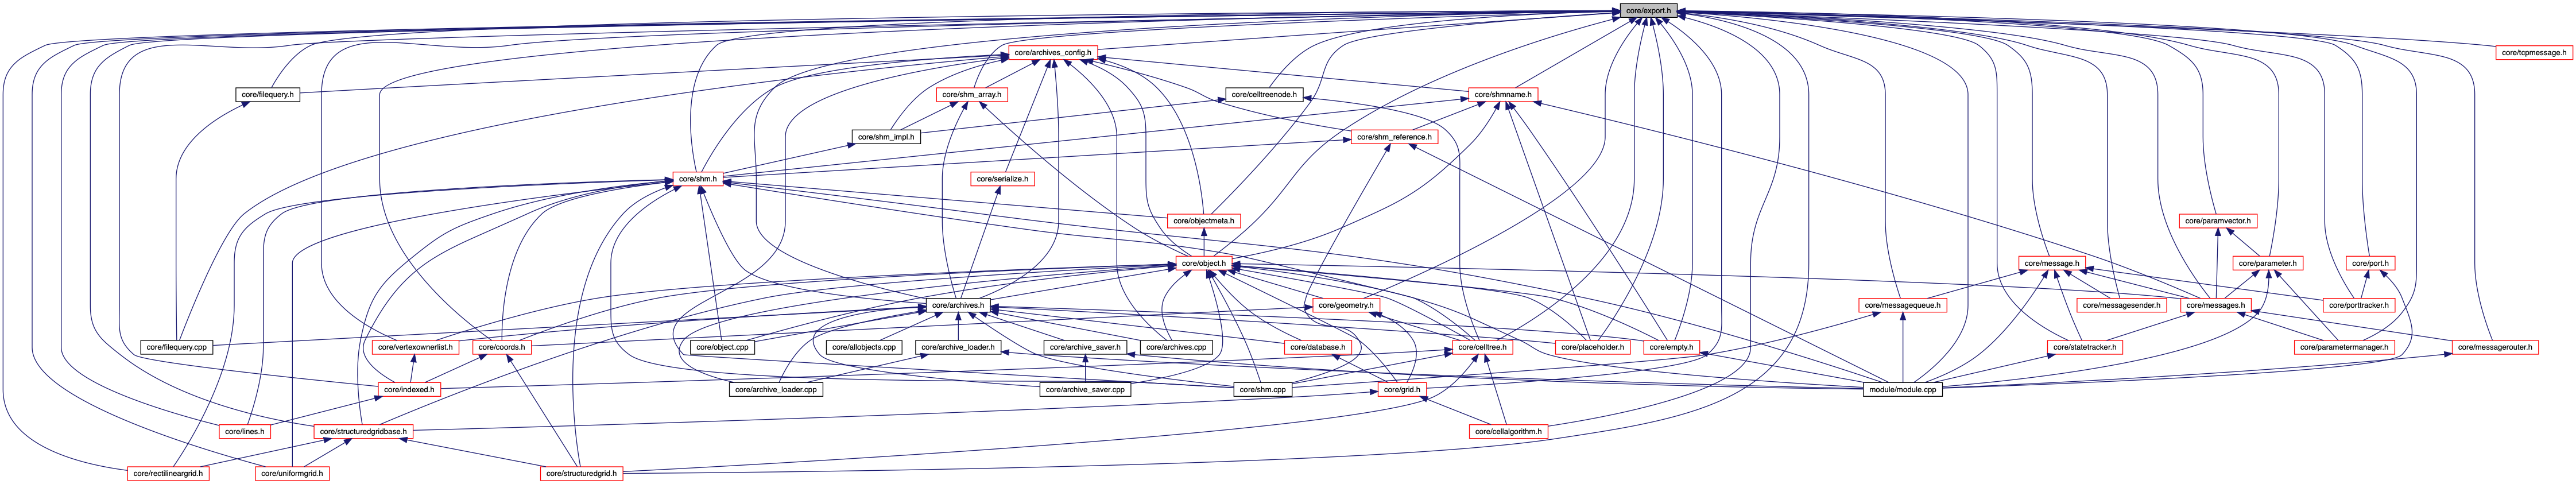 core/export.h
core/archives_config.h
core/tcpmessage.h
core/filequery.h
core/shm_array.h
core/celltreenode.h
core/shmname.h
core/shm_impl.h
core/shm_reference.h
core/shm.h
core/serialize.h
core/objectmeta.h
core/paramvector.h
core/object.h
core/message.h
core/parameter.h
core/port.h
core/archives.h
core/geometry.h
core/messagequeue.h
core/messagesender.h
core/messages.h
core/porttracker.h
core/filequery.cpp
core/vertexownerlist.h
core/coords.h
core/object.cpp
core/allobjects.cpp
core/archive_loader.h
core/archive_saver.h
core/archives.cpp
core/database.h
core/celltree.h
core/placeholder.h
core/empty.h
core/statetracker.h
core/parametermanager.h
core/messagerouter.h
core/indexed.h
core/archive_loader.cpp
core/archive_saver.cpp
core/shm.cpp
core/grid.h
module/module.cpp
core/lines.h
core/structuredgridbase.h
core/cellalgorithm.h
core/rectilineargrid.h
core/uniformgrid.h
core/structuredgrid.h